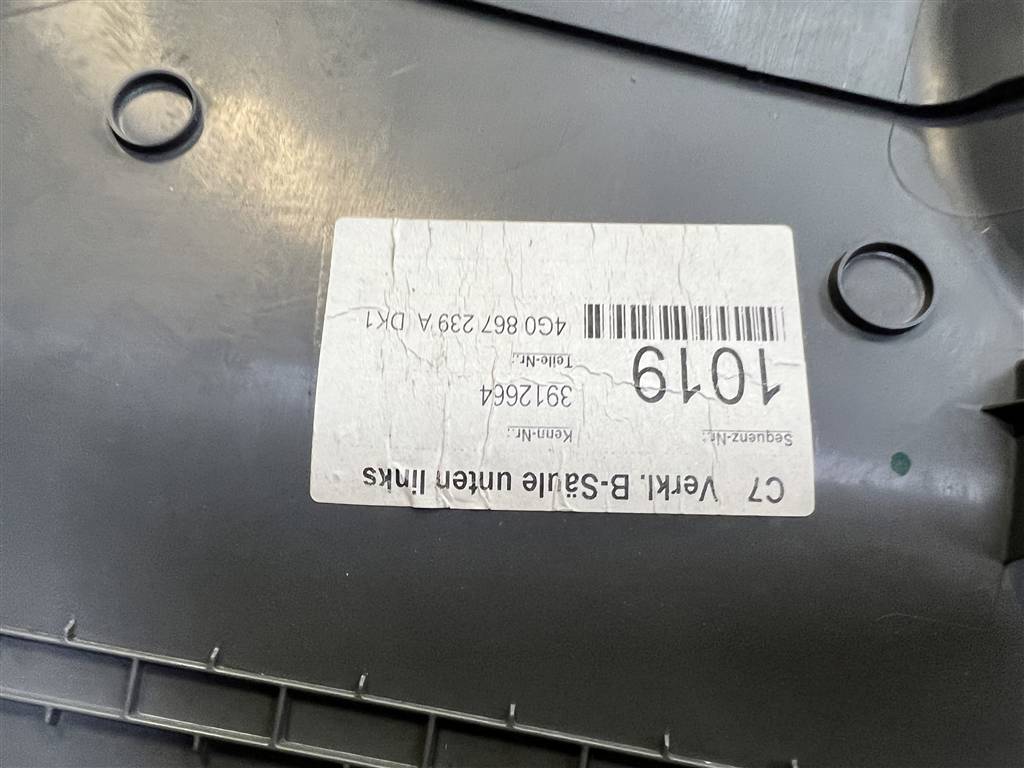 C7 Verkl. B-Säule unten links
Sequenz-Nr.: Kenn-Nr.:
1019 3912664
Teile-Nr.:
4G0 867 239 A DK1